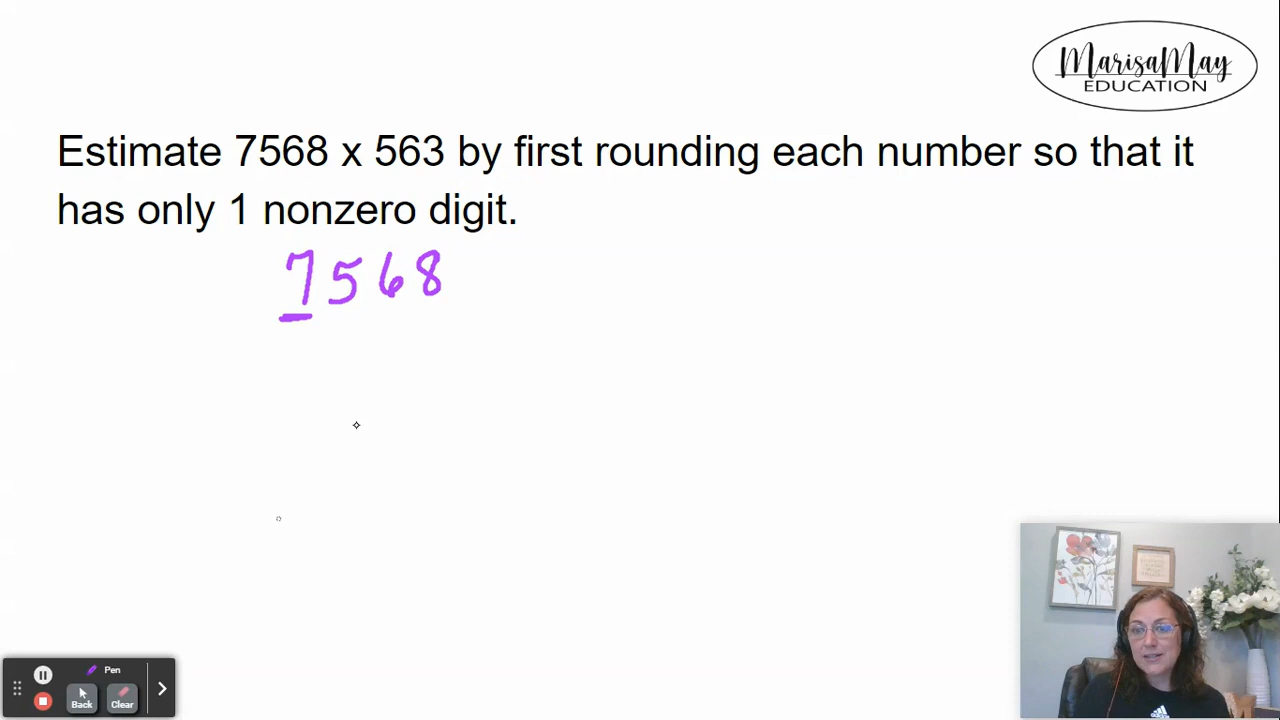 MarisaMay
EDUCATION
Estimate 7568 x 563 by first rounding each number so that it
has only 1 nonzero digit.
7568
Pen
Back
Clear